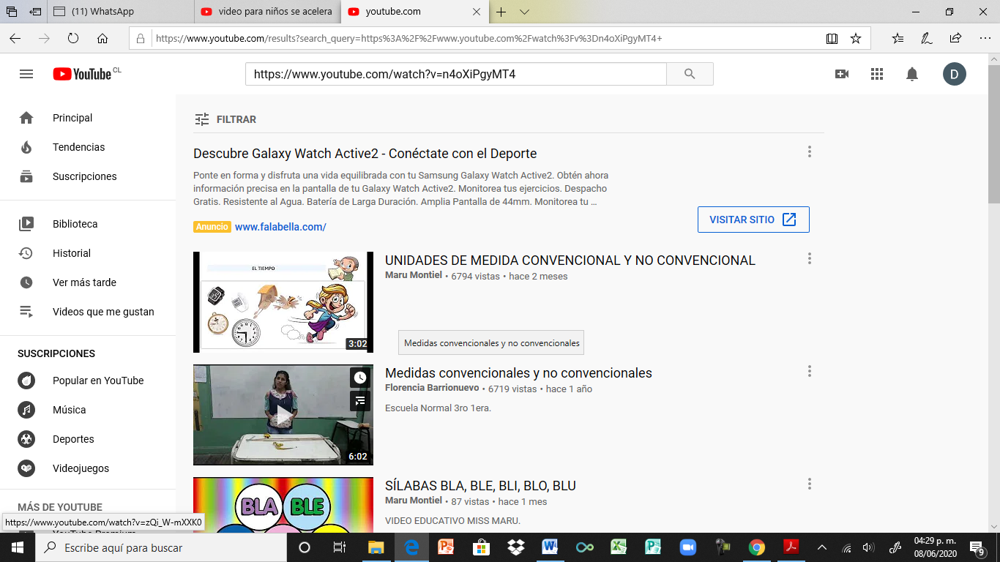 (11) WhatsApp
video para niños se acelera
youtube.com
https://www.youtube.com/results?search_query=https%3A%2F%2Fwww.youtube.com%2Fwatch%3Fv%3Dn4oXiPgyMT4+
YouTube CL
https://www.youtube.com/watch?v=n4oXiPgyMT4
D
Principal
Tendencias
Suscripciones
Biblioteca
Historial
Ver más tarde
Videos que me gustan
SUSCRIPCIONES
Popular en YouTube
Música
Deportes
Videojuegos
MÁS DE YOUTUBE
YouTube Premium
https://www.youtube.com/watch?v=zQi_W-mXXK0
FILTRAR
Descubre Galaxy Watch Active2 - Conéctate con el Deporte
Ponte en forma y disfruta una vida equilibrada con tu Samsung Galaxy Watch Active2. Obtén ahora
información precisa en la pantalla de tu Galaxy Watch Active2. Monitorea tus ejercicios. Despacho
Gratis. Resistente al Agua. Batería de Larga Duración. Amplia Pantalla de 44mm. Monitorea tu ...
Anuncio www.falabella.com/
VISITAR SITIO
EL TIEMPO
3:02
UNIDADES DE MEDIDA CONVENCIONAL Y NO CONVENCIONAL
Maru Montiel • 6794 vistas • hace 2 meses
Medidas convencionales y no convencionales
6:02
Medidas convencionales y no convencionales
Florencia Barrionuevo • 6719 vistas • hace 1 año
Escuela Normal 3ro 1era.
BLA BLE
SÍLABAS BLA, BLE, BLI, BLO, BLU
Maru Montiel • 87 vistas • hace 1 mes
VIDEO EDUCATIVO MISS MARU.
Escribe aquí para buscar
04:29 p. m.
08/06/2020
9